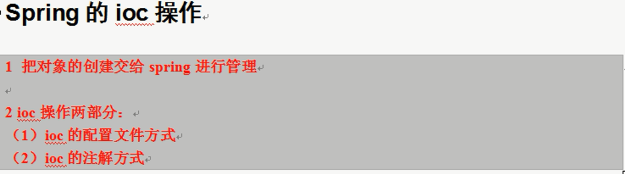 Spring 的 ioc 操作
1 把对象的创建交给 spring 进行管理
2 ioc 操作两部分：
（1）ioc 的配置文件方式
（2）ioc 的注解方式